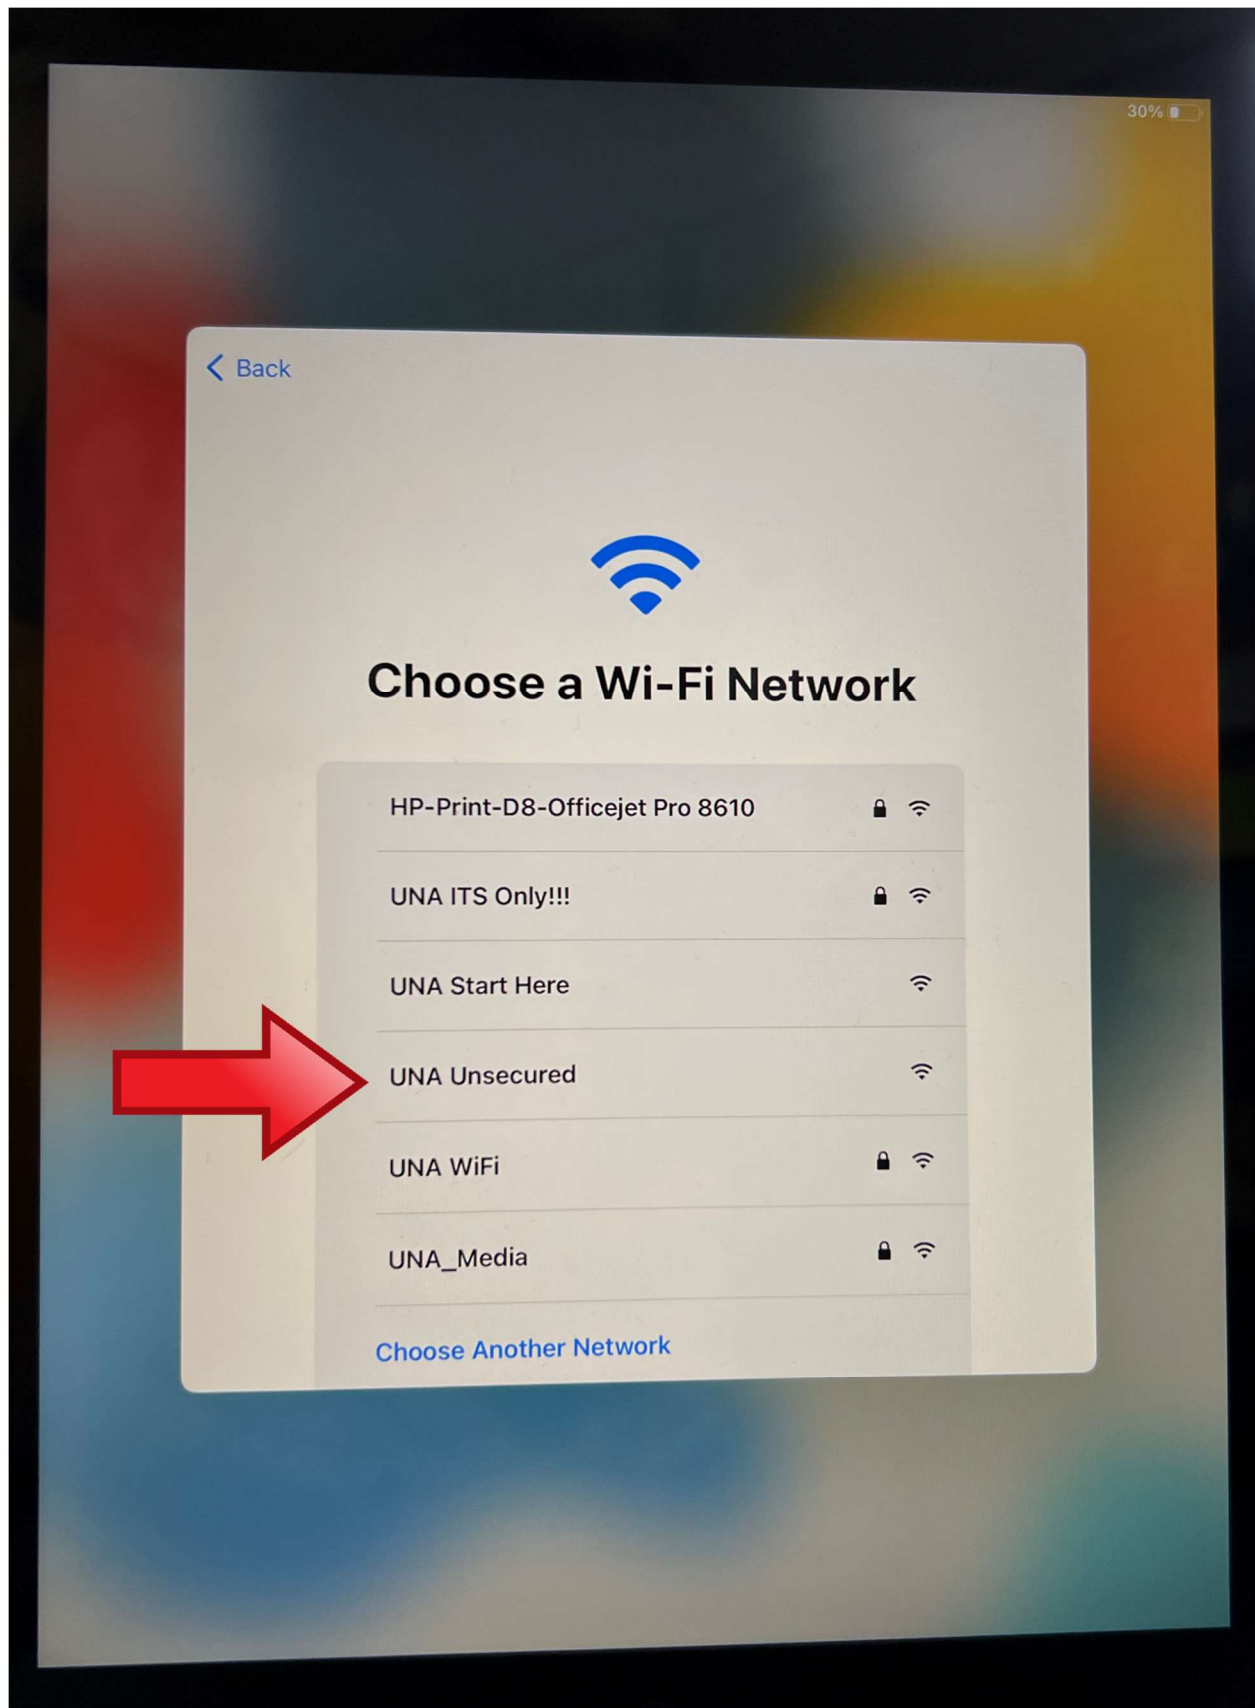 30%
Back
Choose a Wi-Fi Network
HP-Print-D8-Officejet Pro 8610
UNA ITS Only!!!
UNA Start Here
UNA Unsecured
UNA WiFi
UNA_Media
Choose Another Network